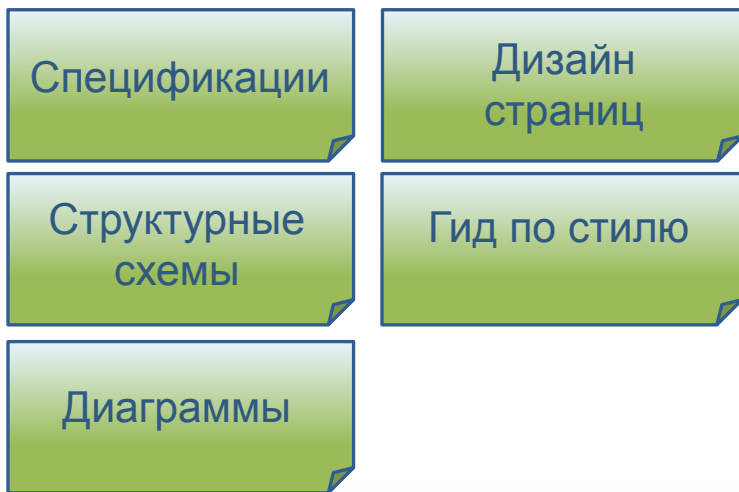 Спецификации
Дизайн
страниц
Структурные
схемы
Гид по стилю
Диаграммы